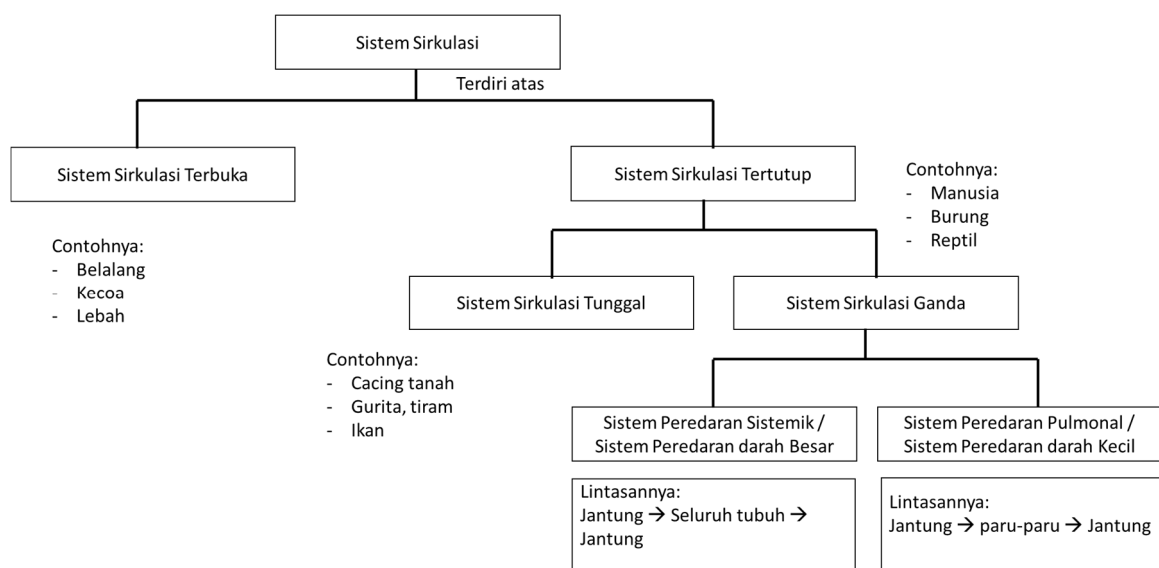 Sistem Sirkulasi
Terdiri atas
Sistem Sirkulasi Terbuka
Sistem Sirkulasi Tertutup
Contohnya:
- Manusia
- Burung
- Reptil
Contohnya:
- Belalang
- Kecoa
- Lebah
Sistem Sirkulasi Tunggal
Sistem Sirkulasi Ganda
Contohnya:
- Cacing tanah
- Gurita, tiram
- Ikan
Sistem Peredaran Sistemik /
Sistem Peredaran darah Besar
Sistem Peredaran Pulmonal /
Sistem Peredaran darah Kecil
Lintasannya:
Jantung → Seluruh tubuh →
Jantung
Lintasannya:
Jantung → paru-paru → Jantung